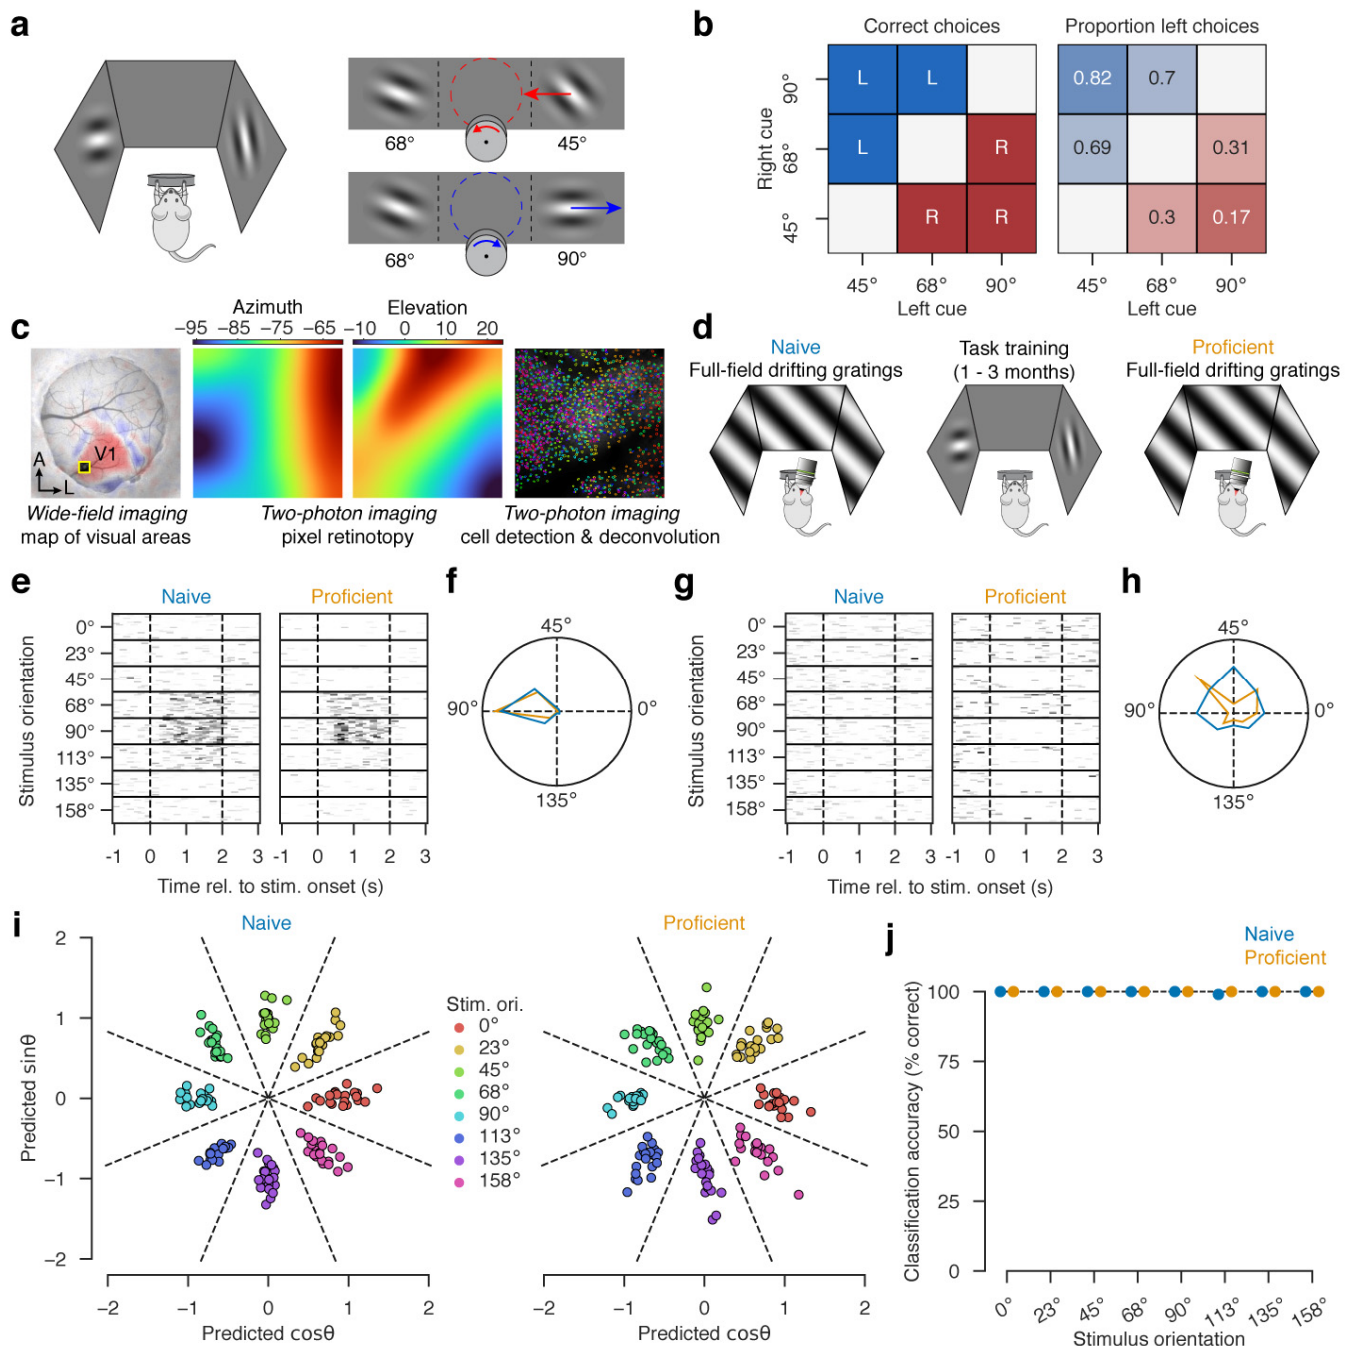 a
68°
45°
68°
90°
b
Correct choices
Proportion left choices
Right cue
90°
68°
45°
L
L
L
R
R
R
0.82
0.7
0.69
0.31
0.3
0.17
45°
68°
90°
45°
68°
90°
Left cue
Left cue
c
Azimuth
Elevation
−95 −85 −75 −65
−10 0 10 20
V1
A
L
Wide-field imaging
map of visual areas
Two-photon imaging
pixel retinotopy
Two-photon imaging
cell detection & deconvolution
d
Naive
Full-field drifting gratings
Task training
(1 - 3 months)
Proficient
Full-field drifting gratings
e
Naive
Proficient
Stimulus orientation
0°
23°
45°
68°
90°
113°
135°
158°
-1 0 1 2 3
-1 0 1 2 3
Time rel. to stim. onset (s)
f
45°
90°
0°
135°
g
Naive
Proficient
Stimulus orientation
0°
23°
45°
68°
90°
113°
135°
158°
-1 0 1 2 3
-1 0 1 2 3
Time rel. to stim. onset (s)
h
45°
90°
0°
135°
i
Naive
Proficient
Predicted sinθ
2
1
0
−1
−2
−2 −1 0 1 2
Predicted cosθ
Stim. ori.
0°
23°
45°
68°
90°
113°
135°
158°
−2 −1 0 1 2
Predicted cosθ
j
Naive
Proficient
Classification accuracy (% correct)
100
75
50
25
0
0° 23° 45° 68° 90° 113° 135° 158°
Stimulus orientation